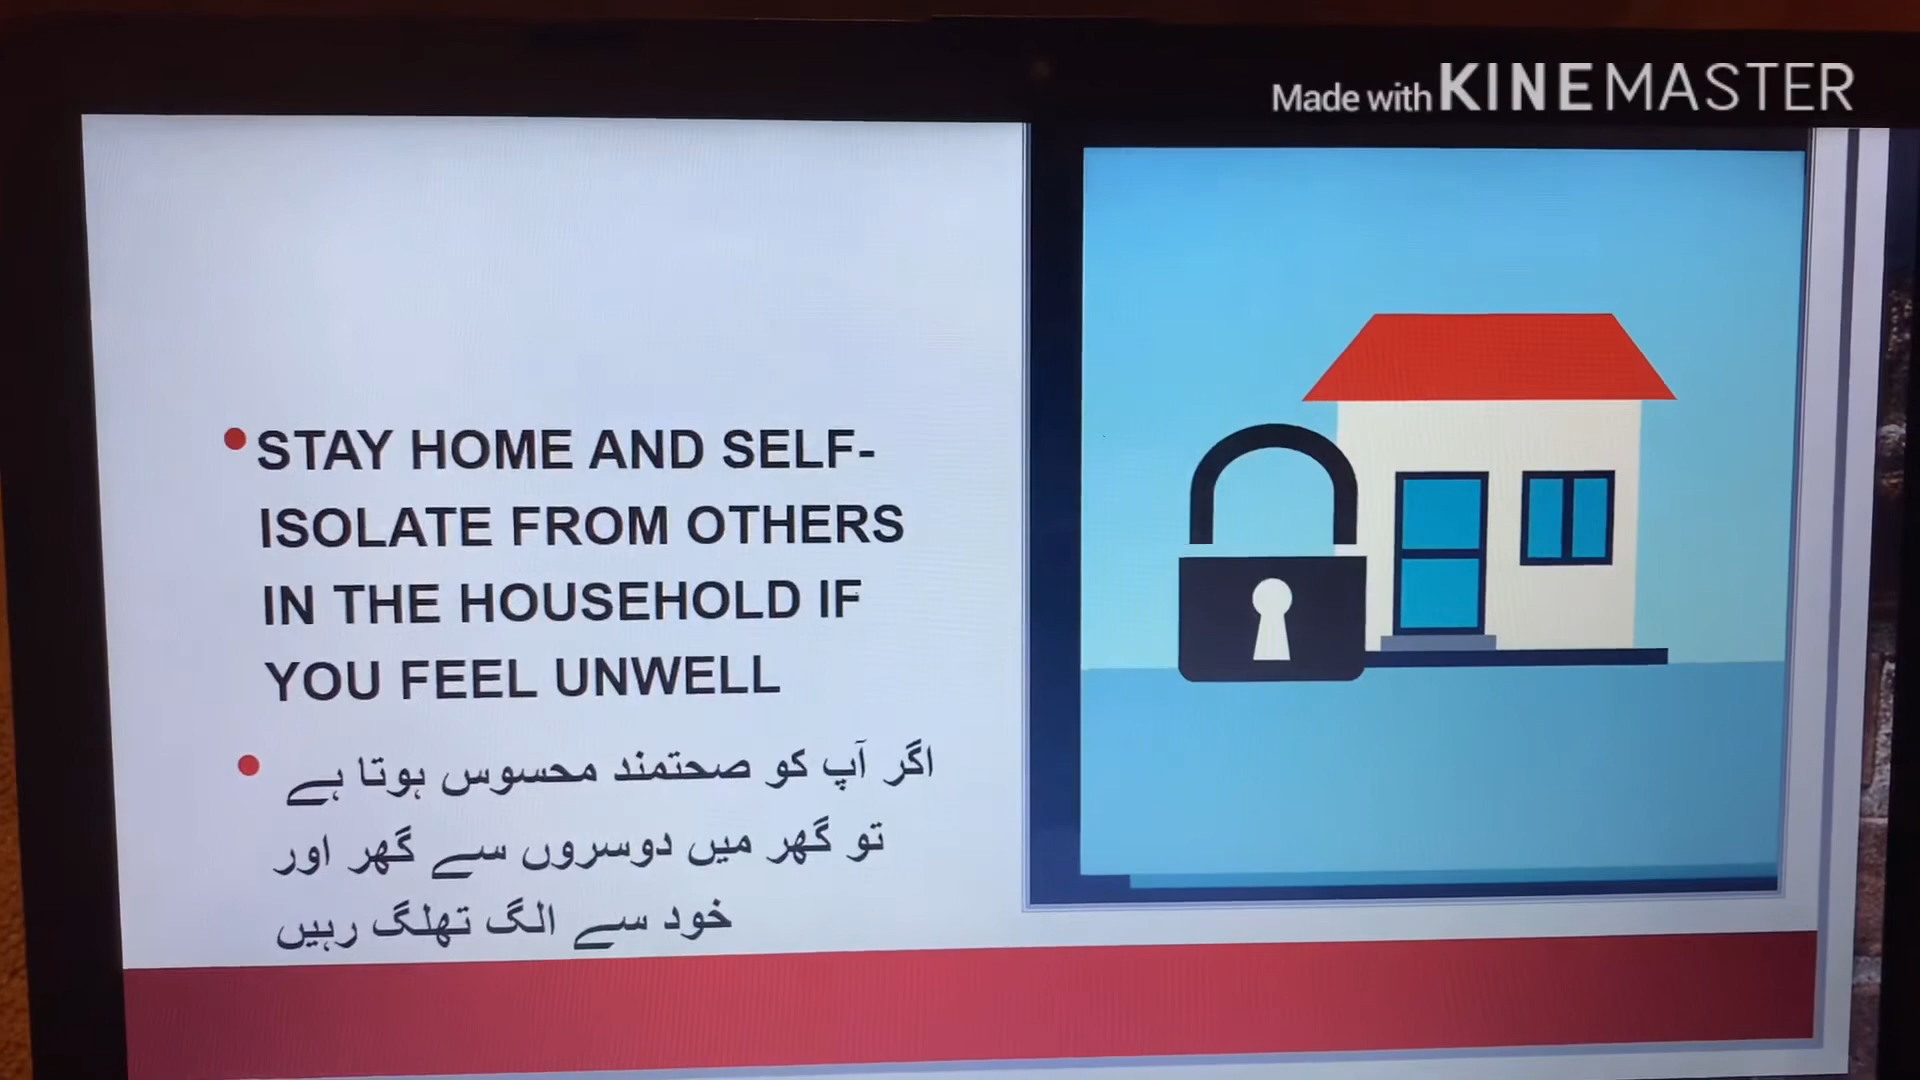 Made with KINEMASTER
• STAY HOME AND SELF-
ISOLATE FROM OTHERS
IN THE HOUSEHOLD IF
YOU FEEL UNWELL
• اگر آپ کو صحتمند محسوس ہوتا ہے
تو گھر میں دوسروں سے گھر اور
خود سے الگ تھلگ رہیں